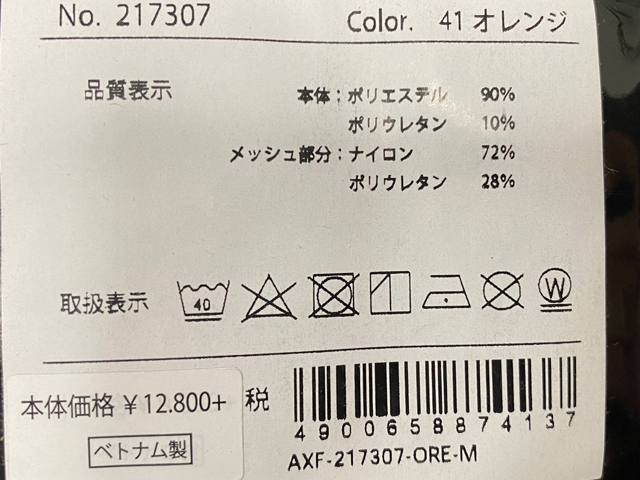 No. 217307 Color. 41 オレンジ
品質表示 本体：ポリエステル 90%
ポリウレタン 10%
メッシュ部分：ナイロン 72%
ポリウレタン 28%
取扱表示 40 W
本体価格 ¥12.800+ 税
ベトナム製
4900658874137
AXF-217307-ORE-M